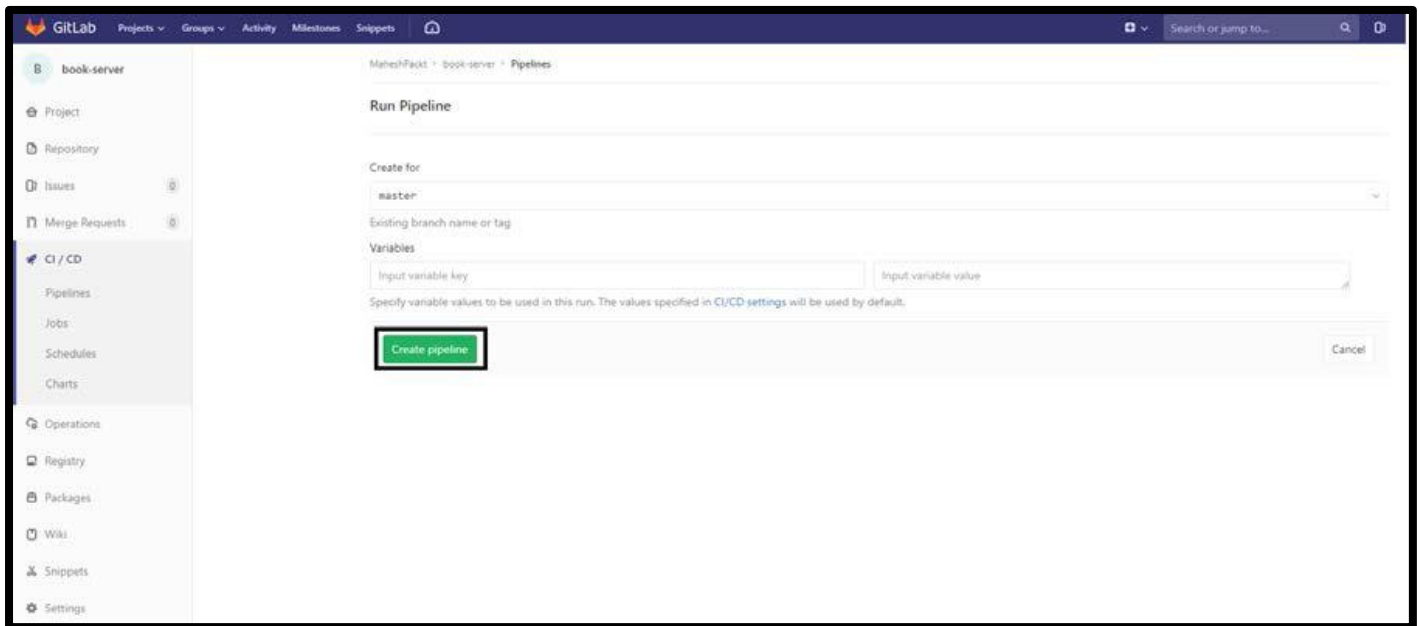 GitLab Projects Groups Activity Milestones Snippets Search or jump to...
B book-server
MaheshPackt > book-server > Pipelines
Run Pipeline
Project
Repository
Issues 0
Merge Requests 0
CI / CD
Pipelines
Jobs
Schedules
Charts
Operations
Registry
Packages
Wiki
Snippets
Settings
Create for
master
Existing branch name or tag
Variables
Input variable key Input variable value
Specify variable values to be used in this run. The values specified in CI/CD settings will be used by default.
Create pipeline Cancel